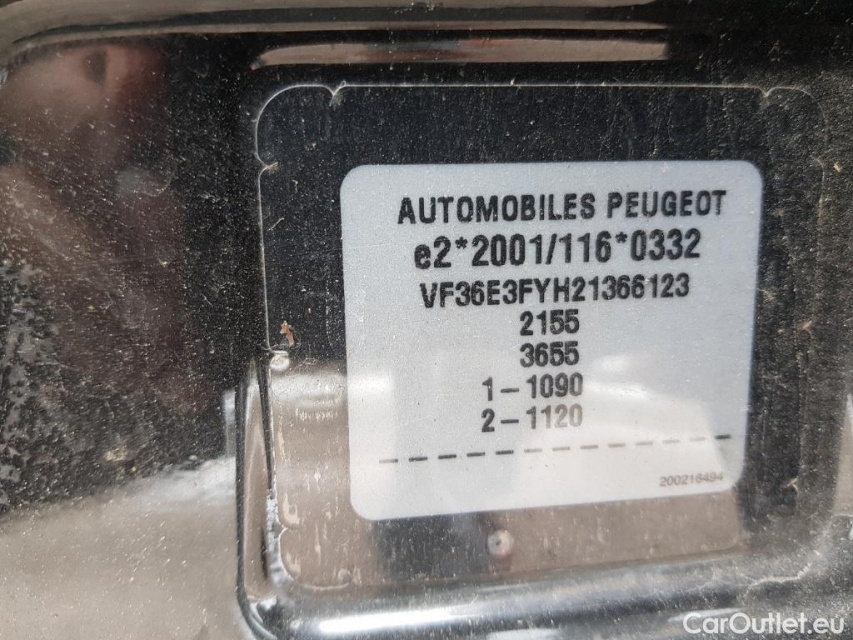 AUTOMOBILES PEUGEOT
e2*2001/116*0332
VF36E3FYH21366123
2155
3655
1-1090
2-1120
200216494
CarOutlet.eu